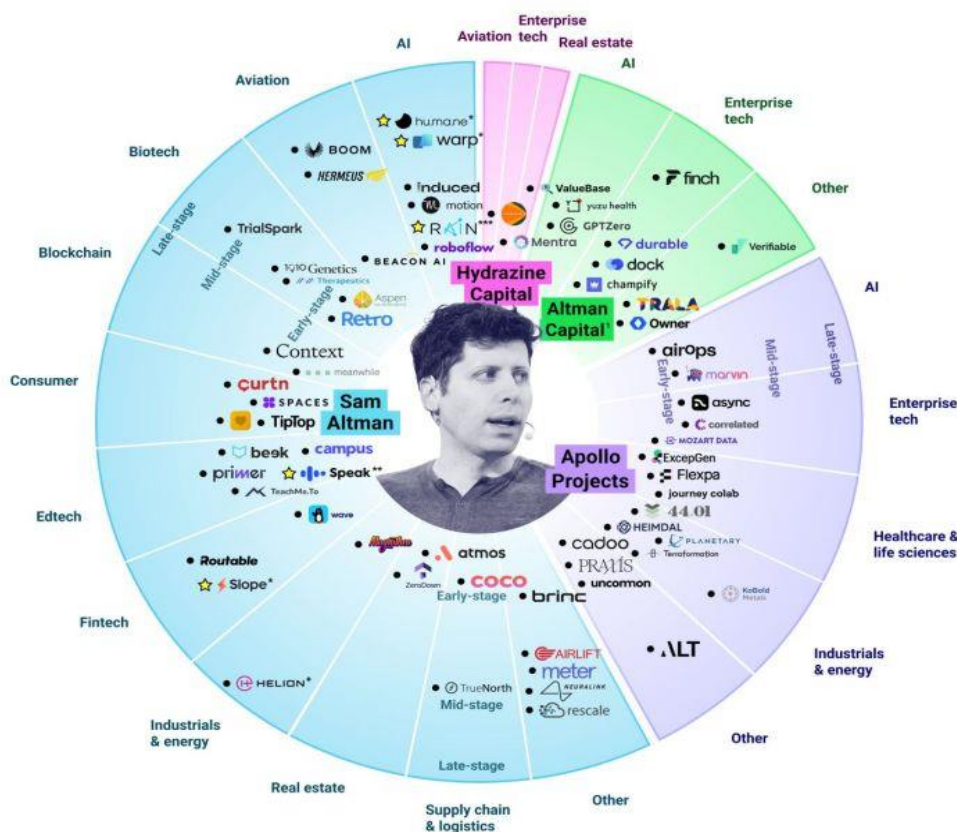 AI
Aviation
Enterprise
tech
Real estate
AI
Enterprise
tech
Other
AI
Enterprise
tech
Healthcare &
life sciences
Industrials
& energy
Other
Other
Supply chain
& logistics
Real estate
Industrials
& energy
Fintech
Edtech
Consumer
Blockchain
Biotech
Aviation
Late-stage
Mid-stage
Early-stage
Late-stage
Mid-stage
Early-stage
Early-stage
Mid-stage
Late-stage
Hydrazine
Capital
Altman
Capital¹
Sam
Altman
Apollo
Projects
hu.ma.ne*
warp*
BOOM
HERMEUS
Induced
motion
RAIN***
roboflow
BEACON AI
TrialSpark
1910 Genetics
Therapeutics
Aspen
Retro
Context
meanwhile
curtn
SPACES
TipTop
beek
campus
primer
Speak**
TeachMe.To
wave
Routable
Slope*
HELION*
atmos
ZeroDown
coco
brinc
TrueNorth
AIRLIFT
meter
NEURALINK
rescale
ValueBase
yuzu health
GPTZero
Mentra
finch
durable
Verifiable
dock
champify
TRALA
Owner
airops
marvin
async
correlated
MOZART DATA
ExcepGen
Flexpa
journey colab
44.01
HEIMDAL
PLANETARY
Terraformation
cadoo
PRAXIS
uncommon
KoBold
Metals
ALT